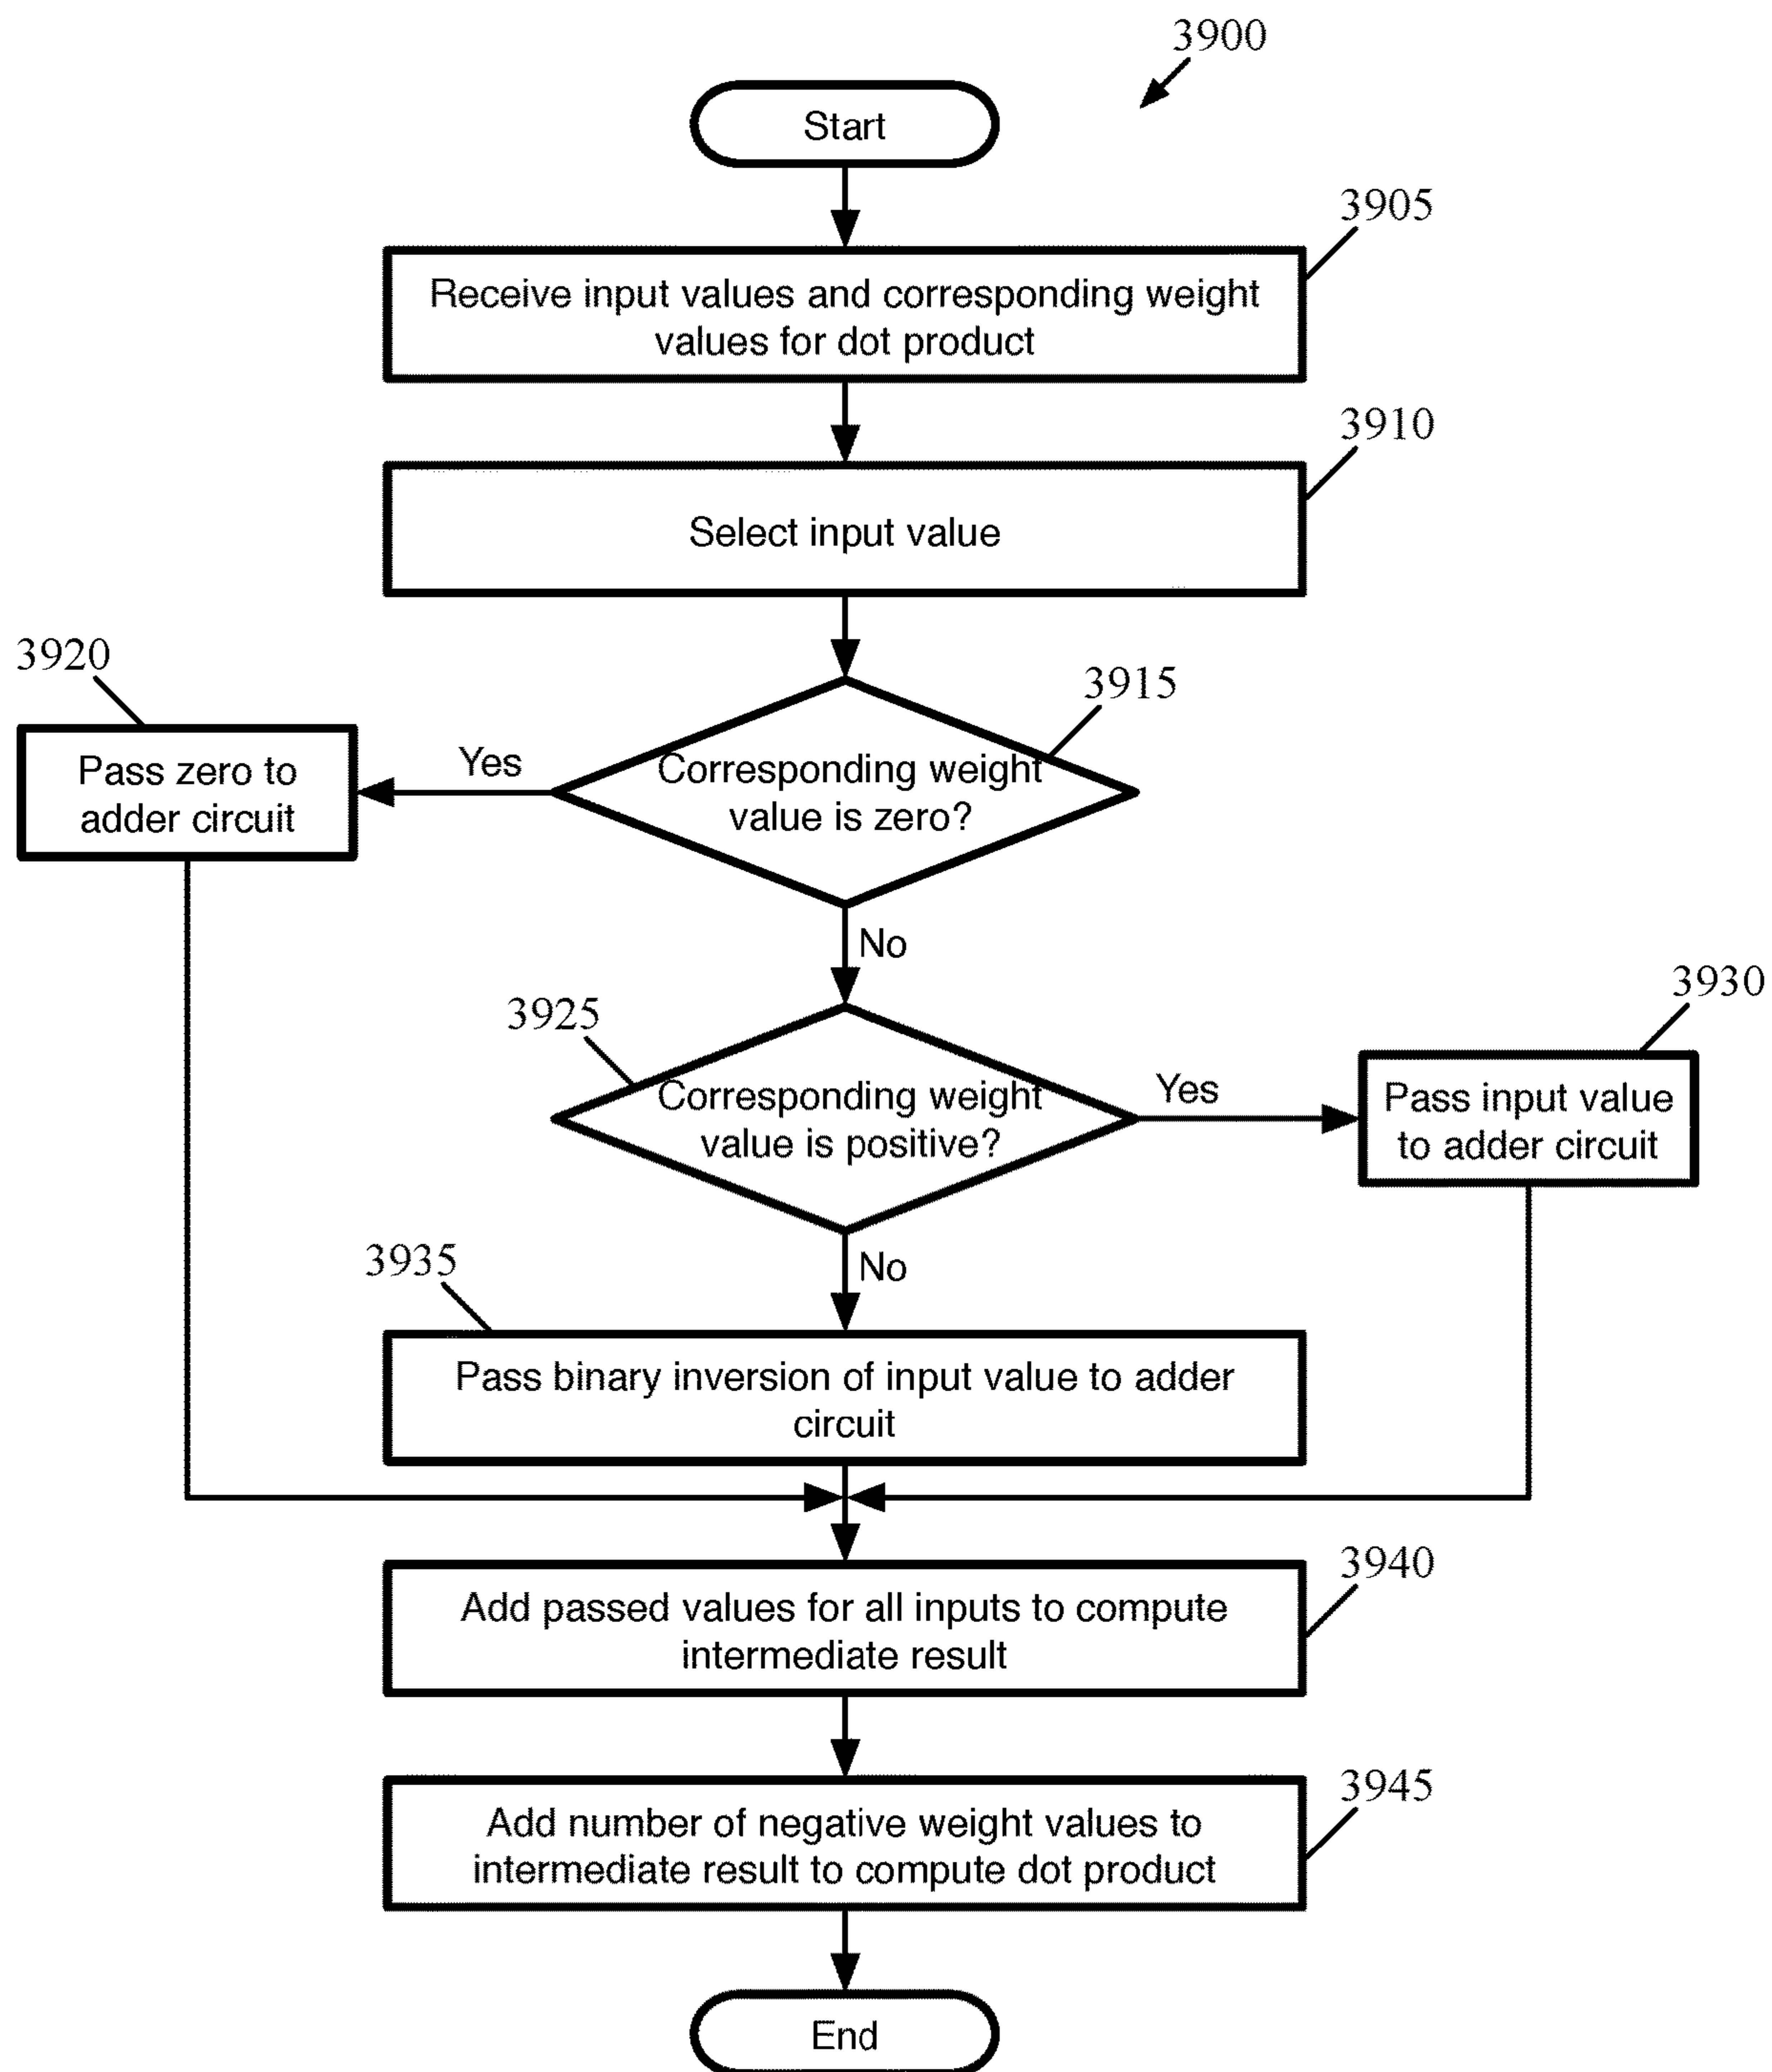 3900
Start
3905
Receive input values and corresponding weight
values for dot product
3910
Select input value
3920
3915
Pass zero to
adder circuit
Yes
Corresponding weight
value is zero?
No
3925
3930
Corresponding weight
value is positive?
Yes
Pass input value
to adder circuit
No
3935
Pass binary inversion of input value to adder
circuit
3940
Add passed values for all inputs to compute
intermediate result
3945
Add number of negative weight values to
intermediate result to compute dot product
End